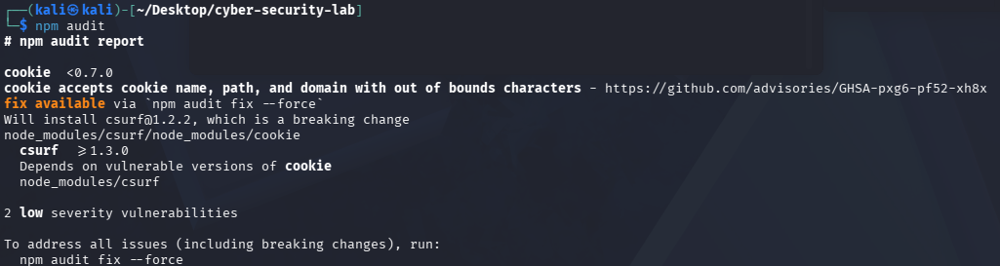 ┌──(kali㉿kali)-[~/Desktop/cyber-security-lab]
└─$ npm audit
# npm audit report
cookie  <0.7.0
cookie accepts cookie name, path, and domain with out of bounds characters - https://github.com/advisories/GHSA-pxg6-pf52-xh8x
fix available via `npm audit fix --force`
Will install csurf@1.2.2, which is a breaking change
node_modules/csurf/node_modules/cookie
  csurf  >=1.3.0
  Depends on vulnerable versions of cookie
  node_modules/csurf
2 low severity vulnerabilities
To address all issues (including breaking changes), run:
  npm audit fix --force